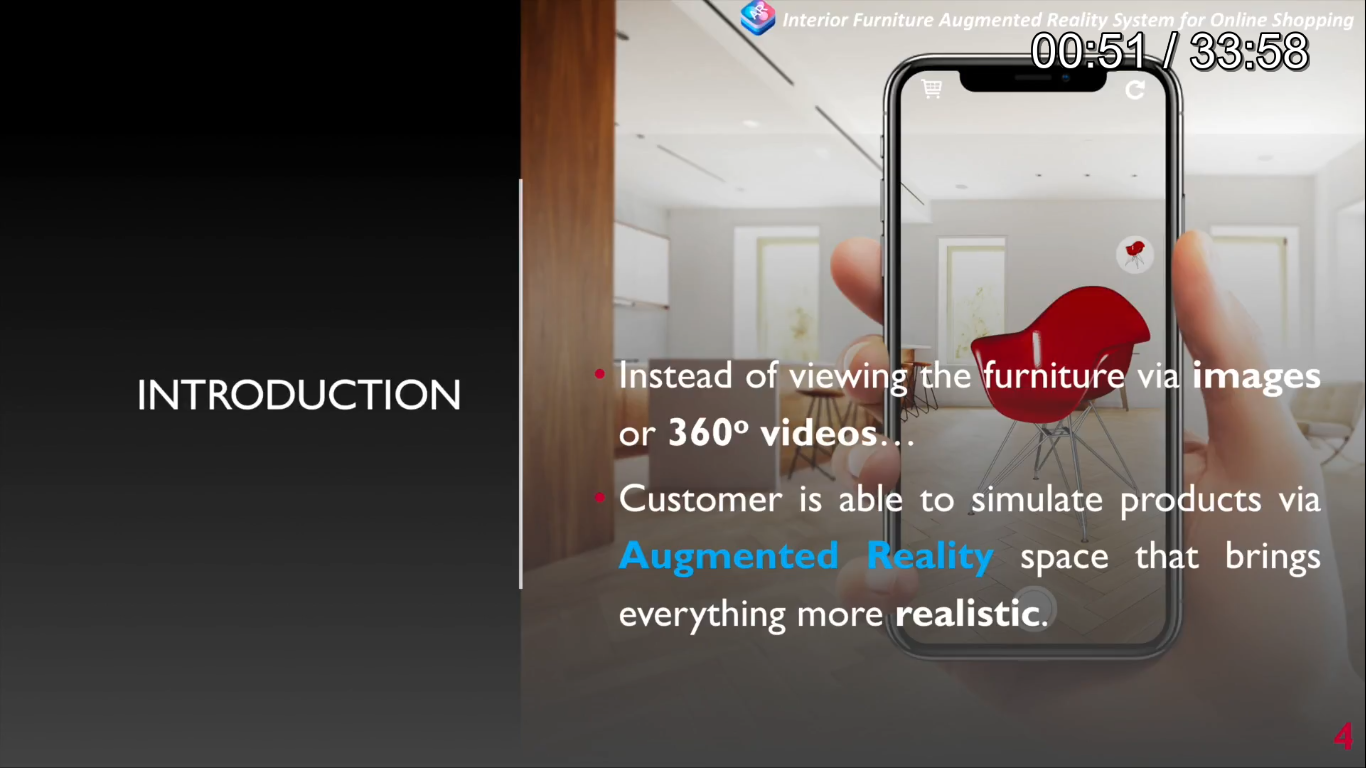 Interior Furniture Augmented Reality System for Online Shopping
00:51 / 33:58
INTRODUCTION
• Instead of viewing the furniture via images
or 360º videos…
• Customer is able to simulate products via
Augmented Reality space that brings
everything more realistic.
4